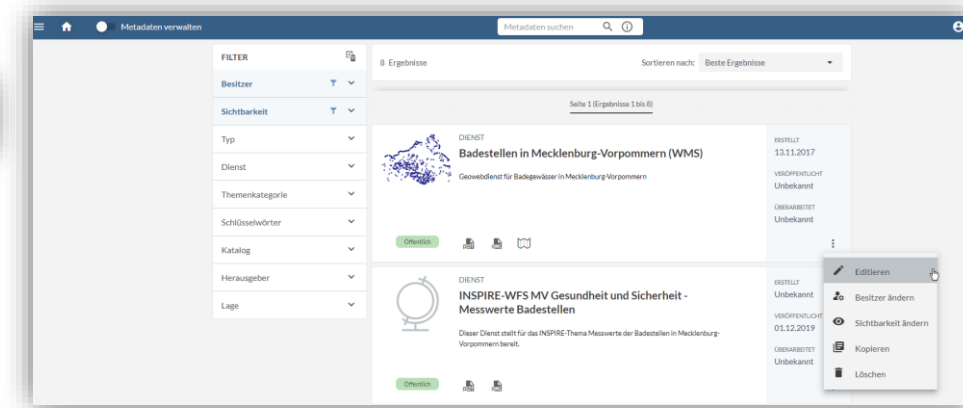 Metadaten verwalten
Metadaten suchen
FILTER
Besitzer
Sichtbarkeit
Typ
Dienst
Themenkategorie
Schlüsselwörter
Katalog
Herausgeber
Lage
8 Ergebnisse
Sortieren nach: Beste Ergebnisse
Seite 1 (Ergebnisse 1 bis 8)
DIENST
Badestellen in Mecklenburg-Vorpommern (WMS)
Geowebdienst für Badegewässer in Mecklenburg-Vorpommern
Öffentlich
ERSTELLT
13.11.2017
VERÖFFENTLICHT
Unbekannt
ÜBERARBEITET
Unbekannt
DIENST
INSPIRE-WFS MV Gesundheit und Sicherheit -
Messwerte Badestellen
Dieser Dienst stellt für das INSPIRE-Thema Messwerte der Badestellen in Mecklenburg-
Vorpommern bereit.
Öffentlich
ERSTELLT
Unbekannt
VERÖFFENTLICHT
01.12.2019
ÜBERARBEITET
Unbekannt
Editieren
Besitzer ändern
Sichtbarkeit ändern
Kopieren
Löschen